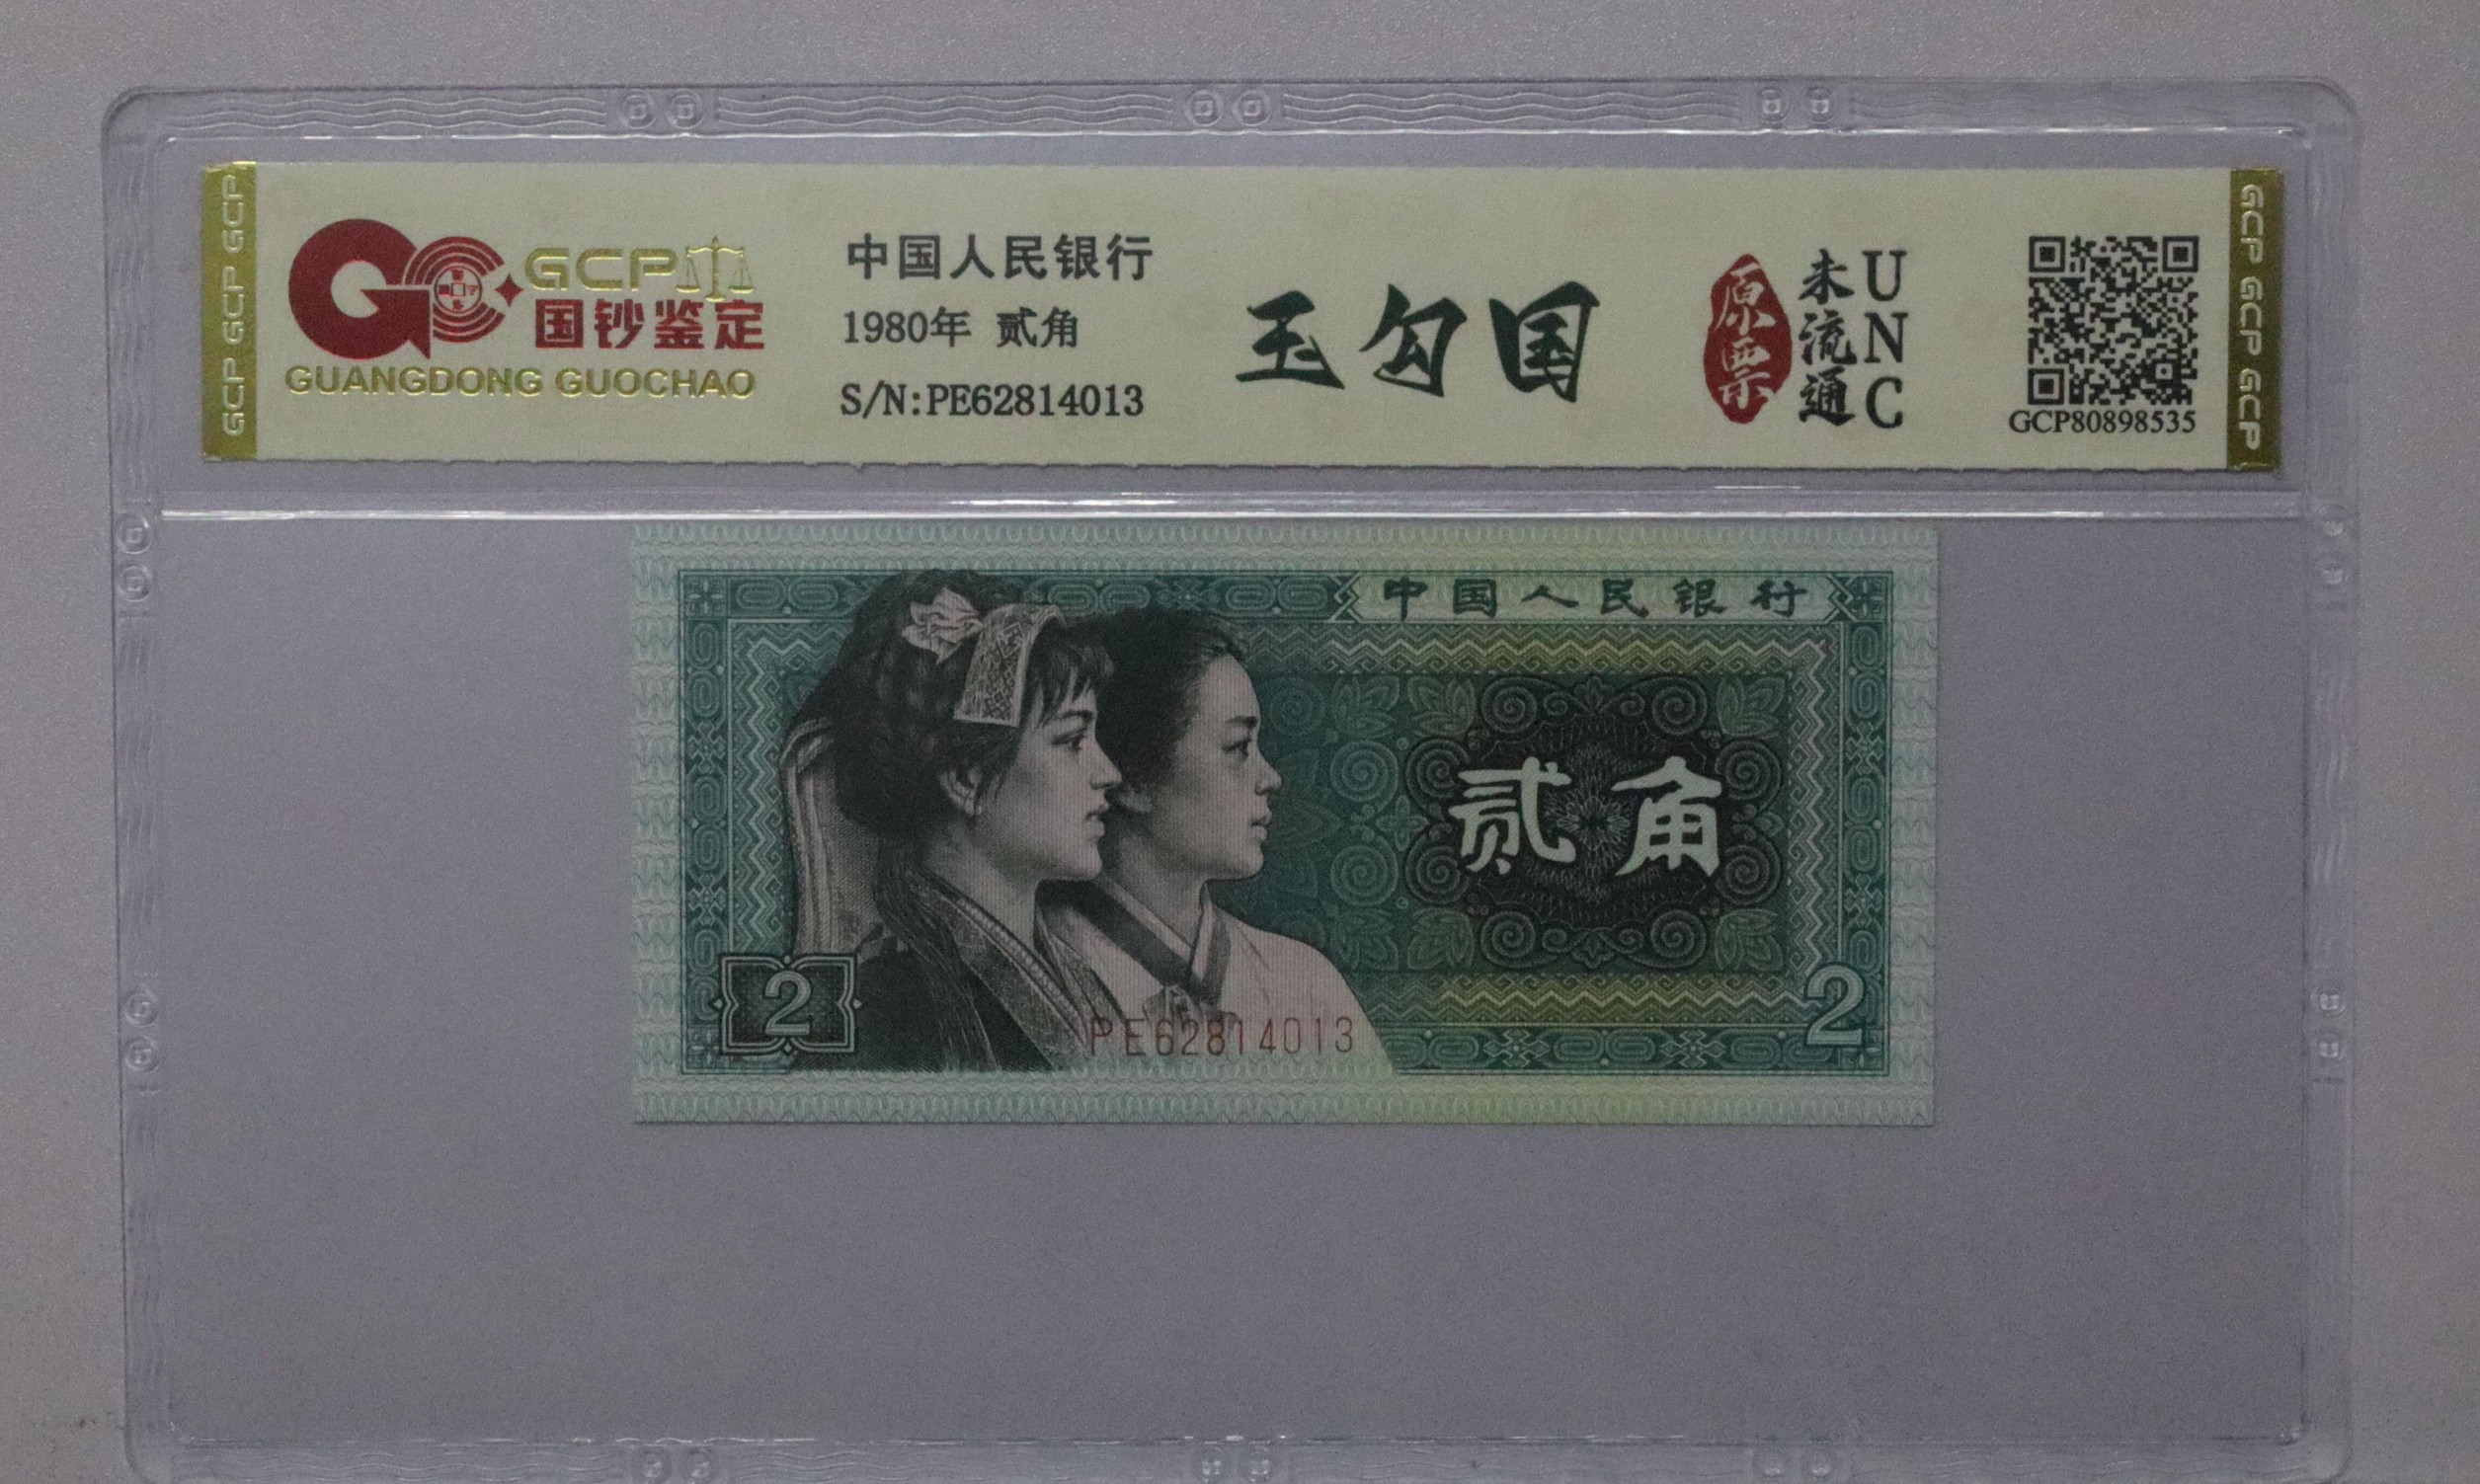 GCP GCP GCP
GCP
国钞鉴定
GUANGDONG GUOCHAO
中国人民银行
1980年 贰角
S/N:PE62814013
玉勾国
原票
未流通
UNC
GCP80898535
GCP GCP GCP GCP
中国人民银行
贰角
2
PE62814013
2